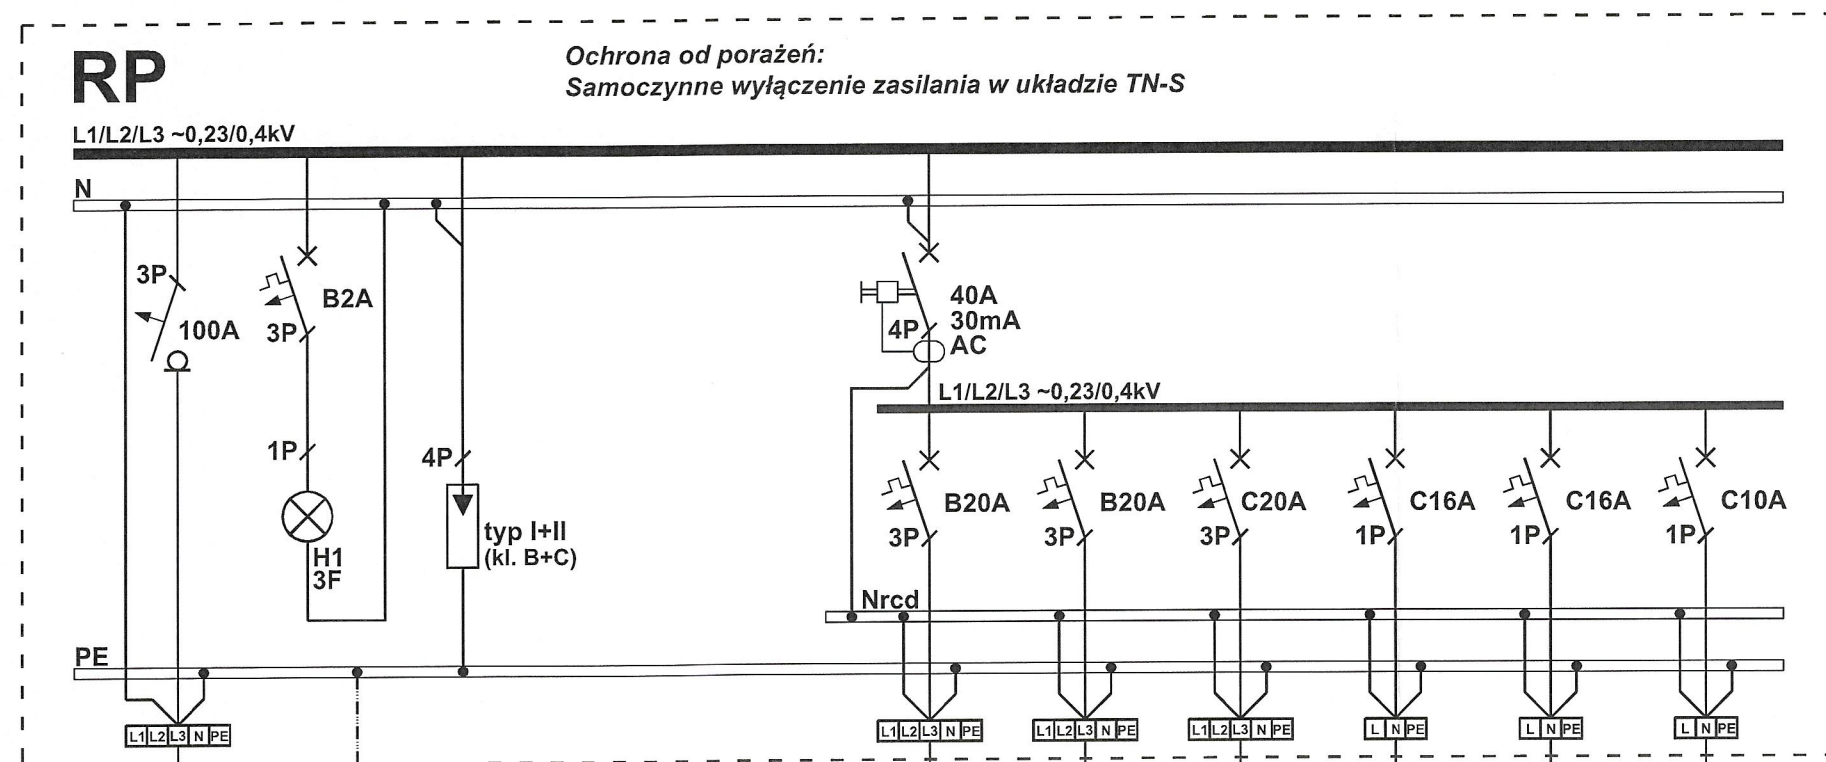 RP
Ochrona od porażeń:
Samoczynne wyłączenie zasilania w układzie TN-S
L1/L2/L3 ~0,23/0,4kV
N
3P
100A
B2A
3P
1P
H1
3F
4P
typ I+II
(kl. B+C)
40A
30mA
4P
AC
L1/L2/L3 ~0,23/0,4kV
B20A
3P
B20A
3P
C20A
3P
C16A
1P
C16A
1P
C10A
1P
Nrcd
PE
L1 L2 L3 N PE
L1 L2 L3 N PE
L1 L2 L3 N PE
L1 L2 L3 N PE
L N PE
L N PE
L N PE